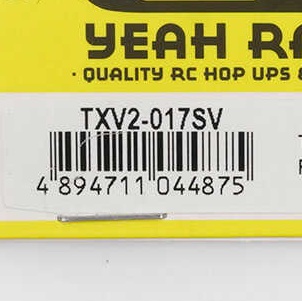 YEAH RA
· QUALITY RC HOP UPS &
TXV2-017SV
4 894711 044875